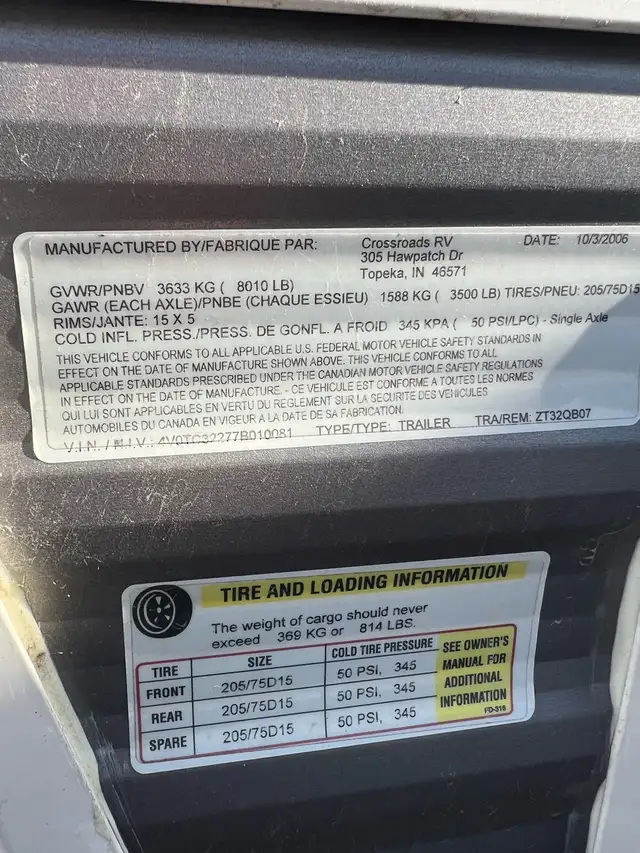 MANUFACTURED BY/FABRIQUE PAR: Crossroads RV DATE: 10/3/2006
305 Hawpatch Dr
Topeka, IN 46571
GVWR/PNBV 3633 KG ( 8010 LB)
GAWR (EACH AXLE)/PNBE (CHAQUE ESSIEU) 1588 KG ( 3500 LB) TIRES/PNEU: 205/75D15
RIMS/JANTE: 15 X 5
COLD INFL. PRESS./PRESS. DE GONFL. A FROID 345 KPA ( 50 PSI/LPC) - Single Axle
THIS VEHICLE CONFORMS TO ALL APPLICABLE U.S. FEDERAL MOTOR VEHICLE SAFETY STANDARDS IN
EFFECT ON THE DATE OF MANUFACTURE SHOWN ABOVE. THIS VEHICLE CONFORMS TO ALL
APPLICABLE STANDARDS PRESCRIBED UNDER THE CANADIAN MOTOR VEHICLE SAFETY REGULATIONS
IN EFFECT ON THE DATE OF MANUFACTURE. - CE VEHICULE EST CONFORME A TOUTES LES NORMES
QUI LUI SONT APPLICABLES EN VERTU DU REGLEMENT SUR LA SECURITE DES VEHICULES
AUTOMOBILES DU CANADA EN VIGEUR A LA DATE DE SA FABRICATION.
V.I.N. / N.I.V.: 4V0TC32277B010081 TYPE/TYPE: TRAILER TRA/REM: ZT32QB07
TIRE AND LOADING INFORMATION
The weight of cargo should never
exceed 369 KG or 814 LBS.
TIRE SIZE COLD TIRE PRESSURE
FRONT 205/75D15 50 PSI, 345
REAR 205/75D15 50 PSI, 345
SPARE 205/75D15 50 PSI, 345
SEE OWNER'S
MANUAL FOR
ADDITIONAL
INFORMATION
FD-316